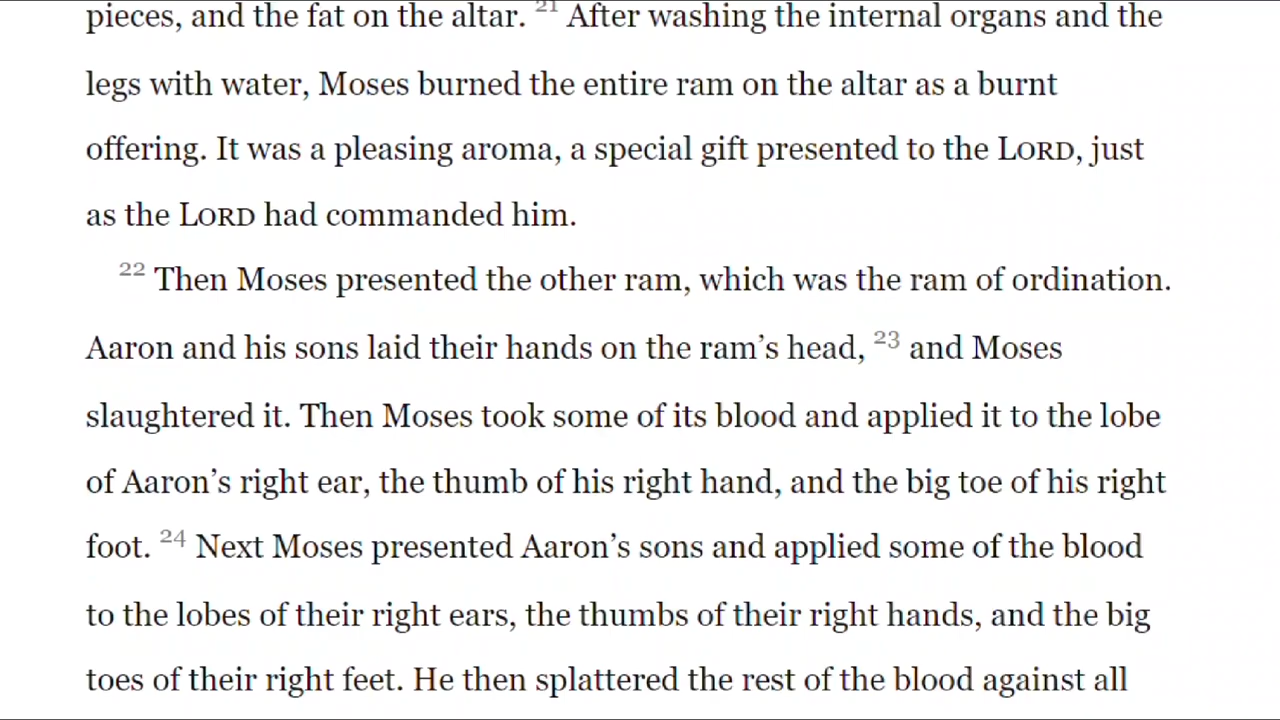 pieces, and the fat on the altar. 21 After washing the internal organs and the
legs with water, Moses burned the entire ram on the altar as a burnt
offering. It was a pleasing aroma, a special gift presented to the LORD, just
as the LORD had commanded him.
22 Then Moses presented the other ram, which was the ram of ordination.
Aaron and his sons laid their hands on the ram’s head, 23 and Moses
slaughtered it. Then Moses took some of its blood and applied it to the lobe
of Aaron’s right ear, the thumb of his right hand, and the big toe of his right
foot. 24 Next Moses presented Aaron’s sons and applied some of the blood
to the lobes of their right ears, the thumbs of their right hands, and the big
toes of their right feet. He then splattered the rest of the blood against all